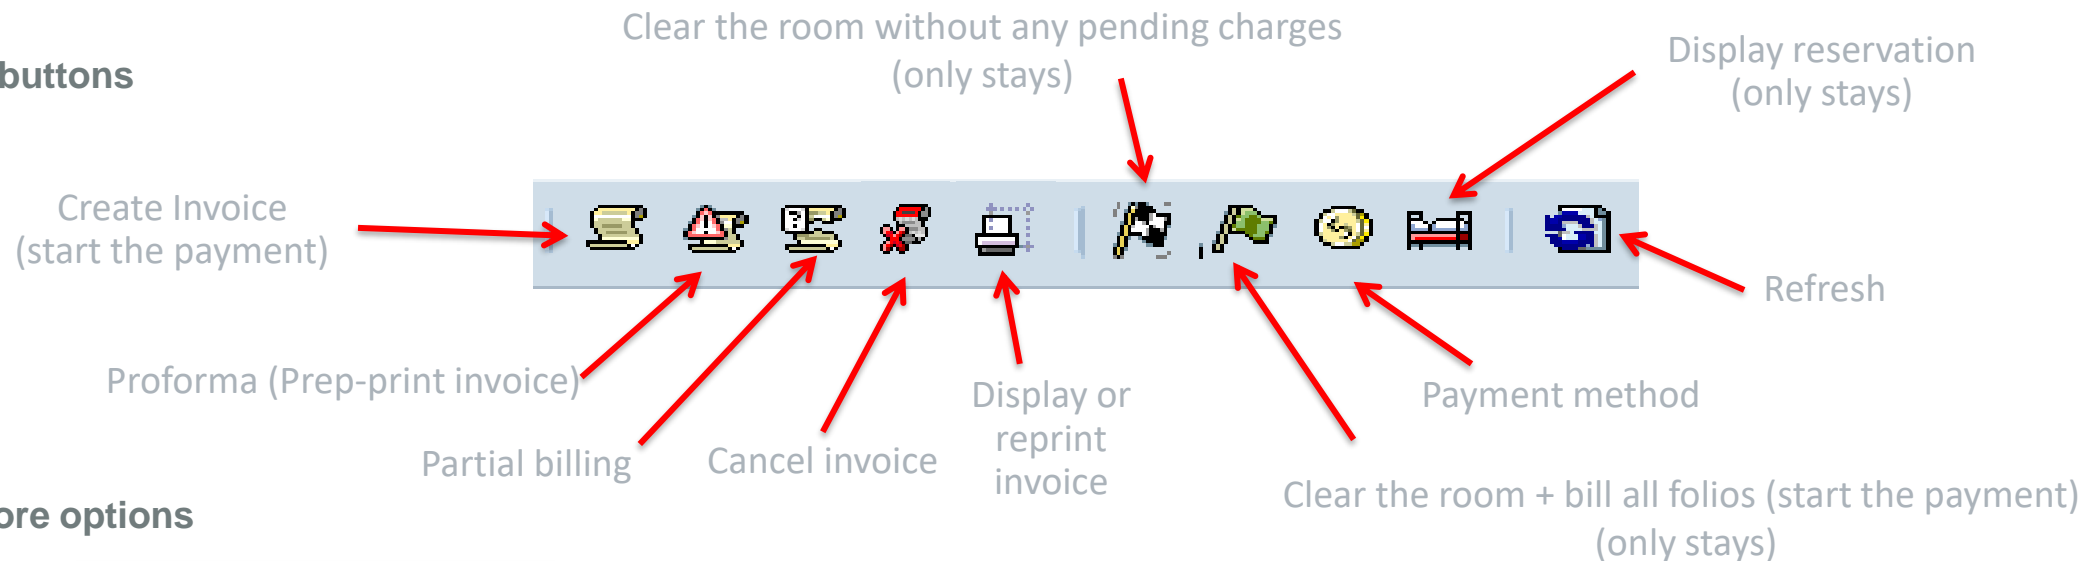 Clear the room without any pending charges
(only stays)
Display reservation
(only stays)
buttons
Create Invoice
(start the payment)
?
Refresh
Proforma (Prep-print invoice)
Display or
reprint
invoice
Payment method
Partial billing
Cancel invoice
Clear the room + bill all folios (start the payment)
(only stays)
ore options